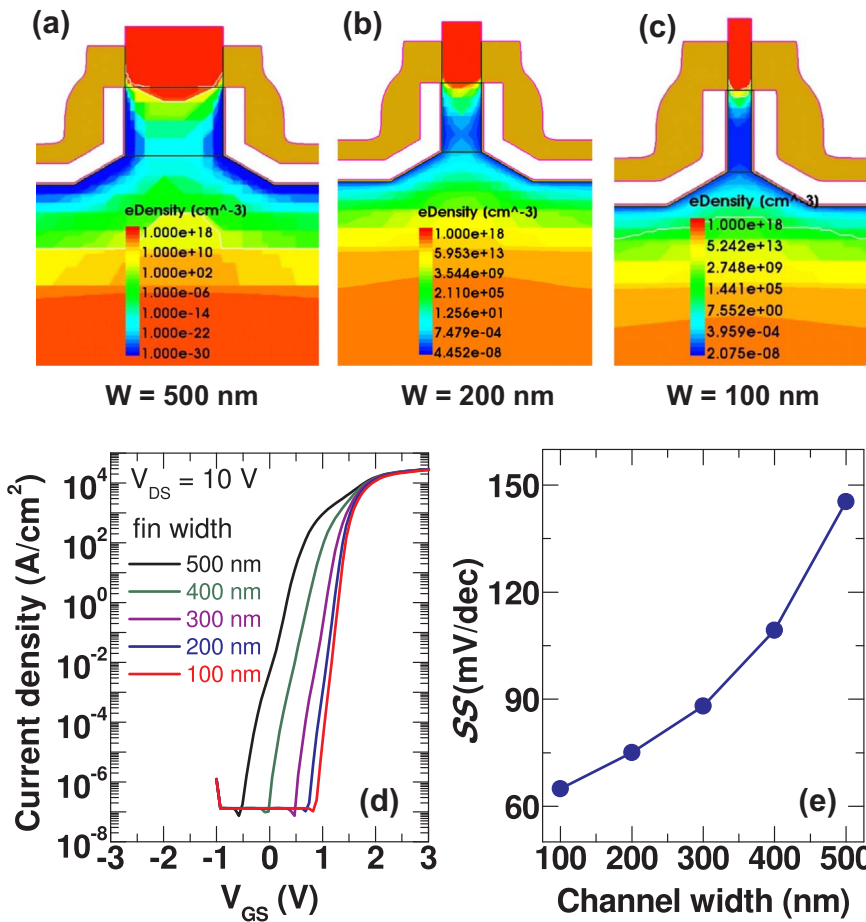 (a)
(b)
(c)
eDensity (cm^-3)
1.000e+18
1.000e+10
1.000e+02
1.000e-06
1.000e-14
1.000e-22
1.000e-30
eDensity (cm^-3)
1.000e+18
5.953e+13
3.544e+09
2.110e+05
1.256e+01
7.479e-04
4.452e-08
eDensity (cm^-3)
1.000e+18
5.242e+13
2.748e+09
1.441e+05
7.552e+00
3.959e-04
2.075e-08
W = 500 nm
W = 200 nm
W = 100 nm
Current density (A/cm²)
10⁴
10²
10⁰
10⁻²
10⁻⁴
10⁻⁶
10⁻⁸
V_DS = 10 V
fin width
500 nm
400 nm
300 nm
200 nm
100 nm
(d)
-3 -2 -1 0 1 2 3
V_GS (V)
SS (mV/dec)
150
120
90
60
(e)
100 200 300 400 500
Channel width (nm)